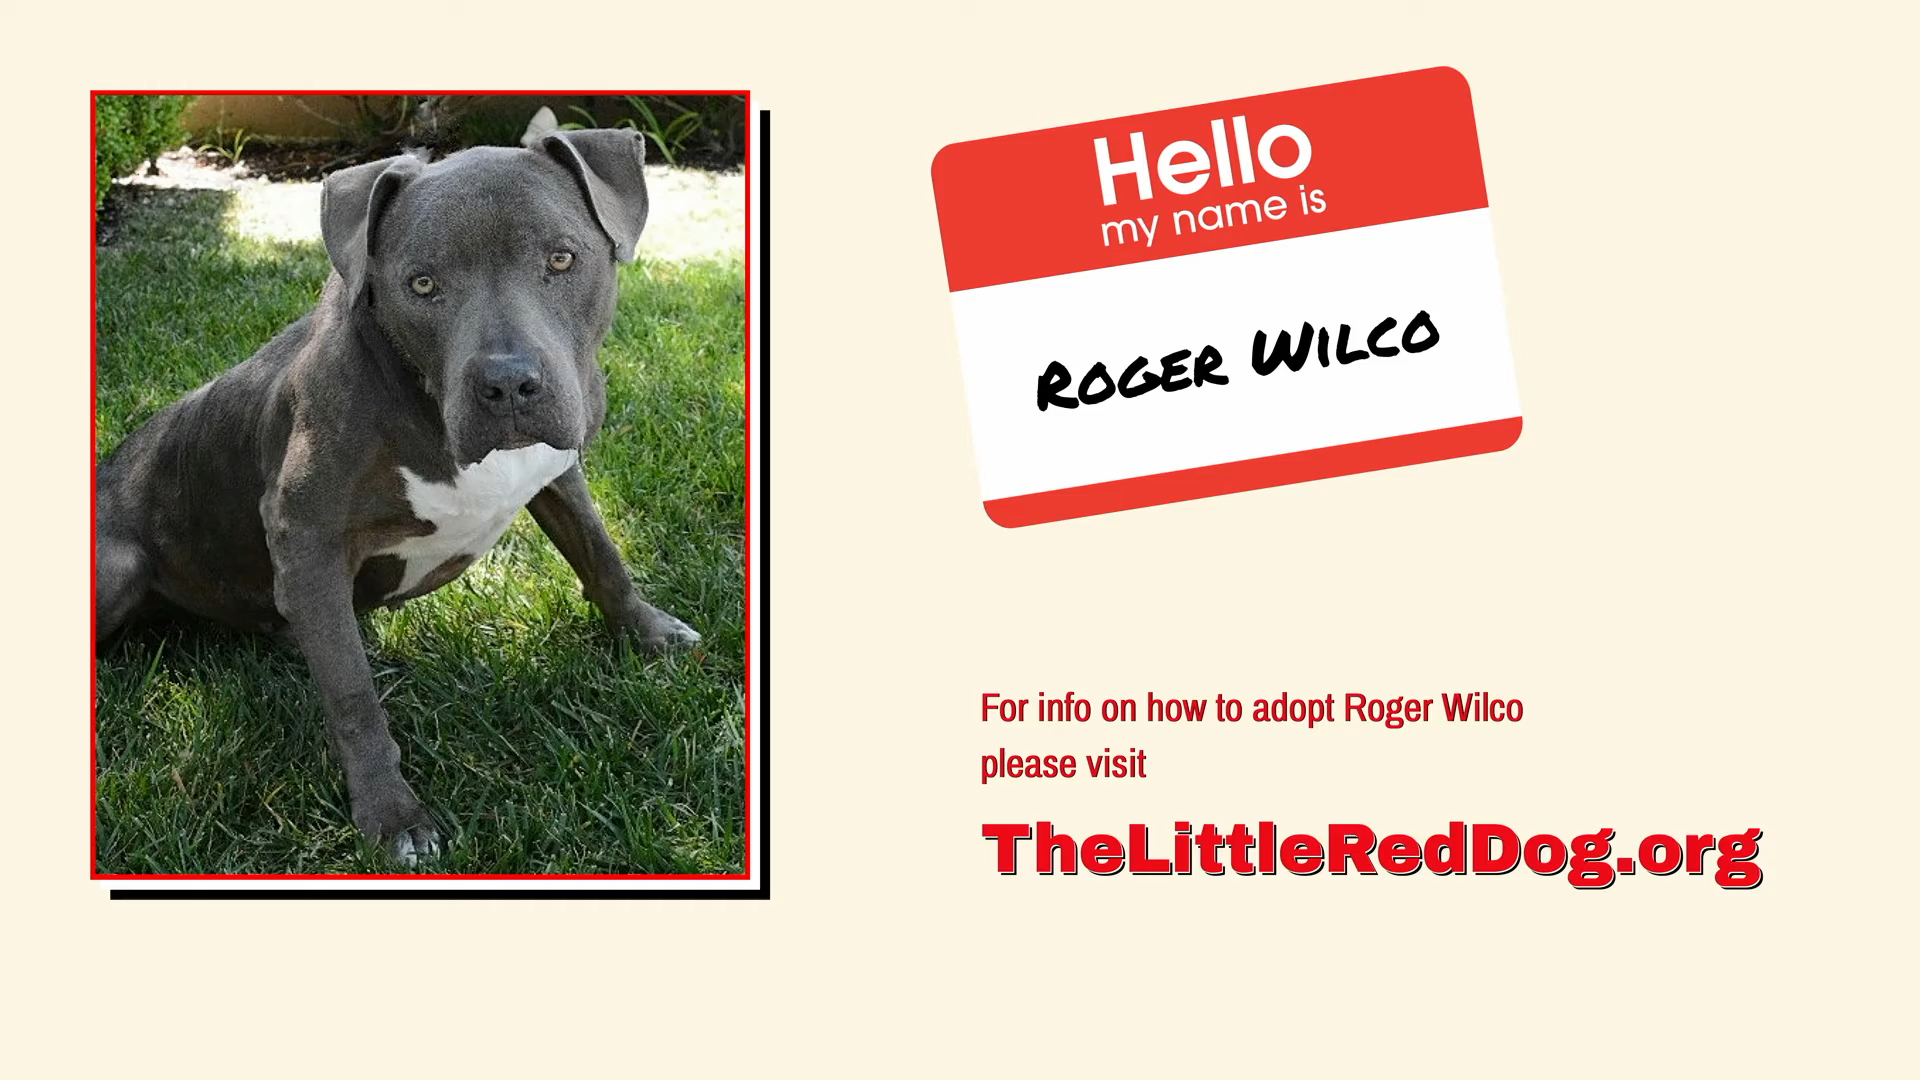 Hello
my name is
Roger Wilco
For info on how to adopt Roger Wilco
please visit
TheLittleRedDog.org